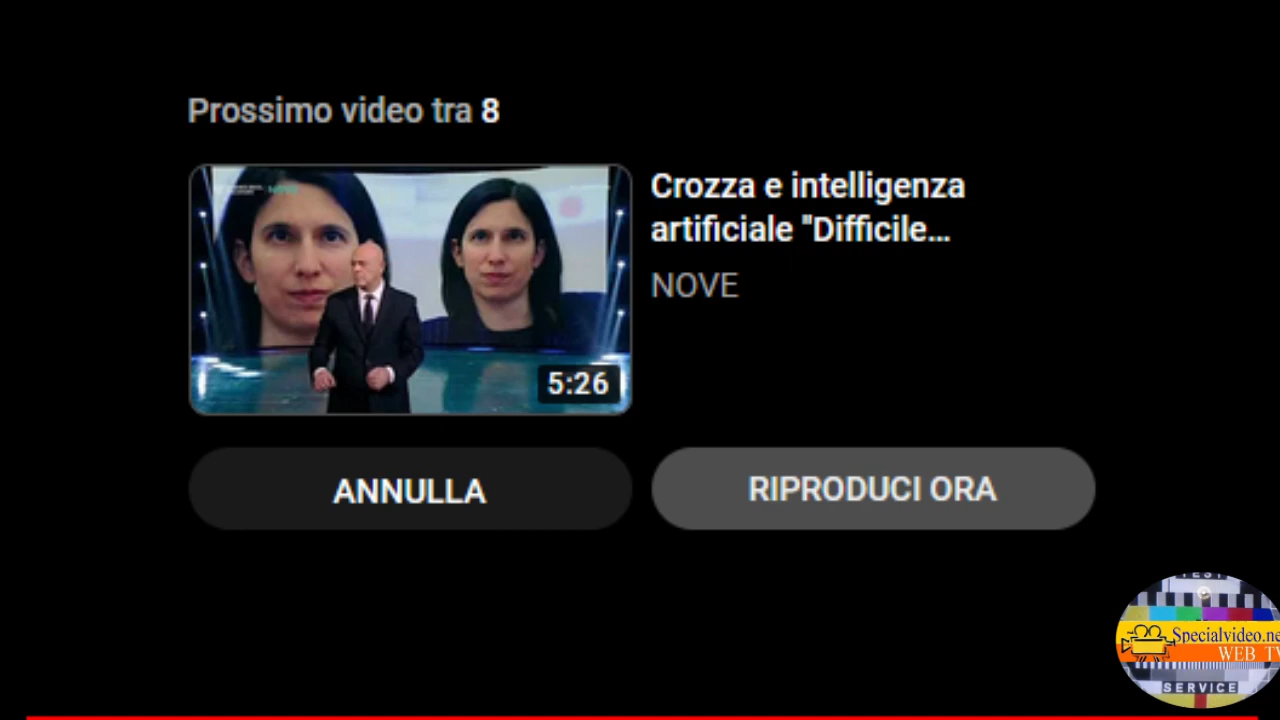 Prossimo video tra 8
Crozza e intelligenza
artificiale "Difficile…
NOVE
5:26
ANNULLA
RIPRODUCI ORA
TEST
Specialvideo.ne
WEB TV
SERVICE